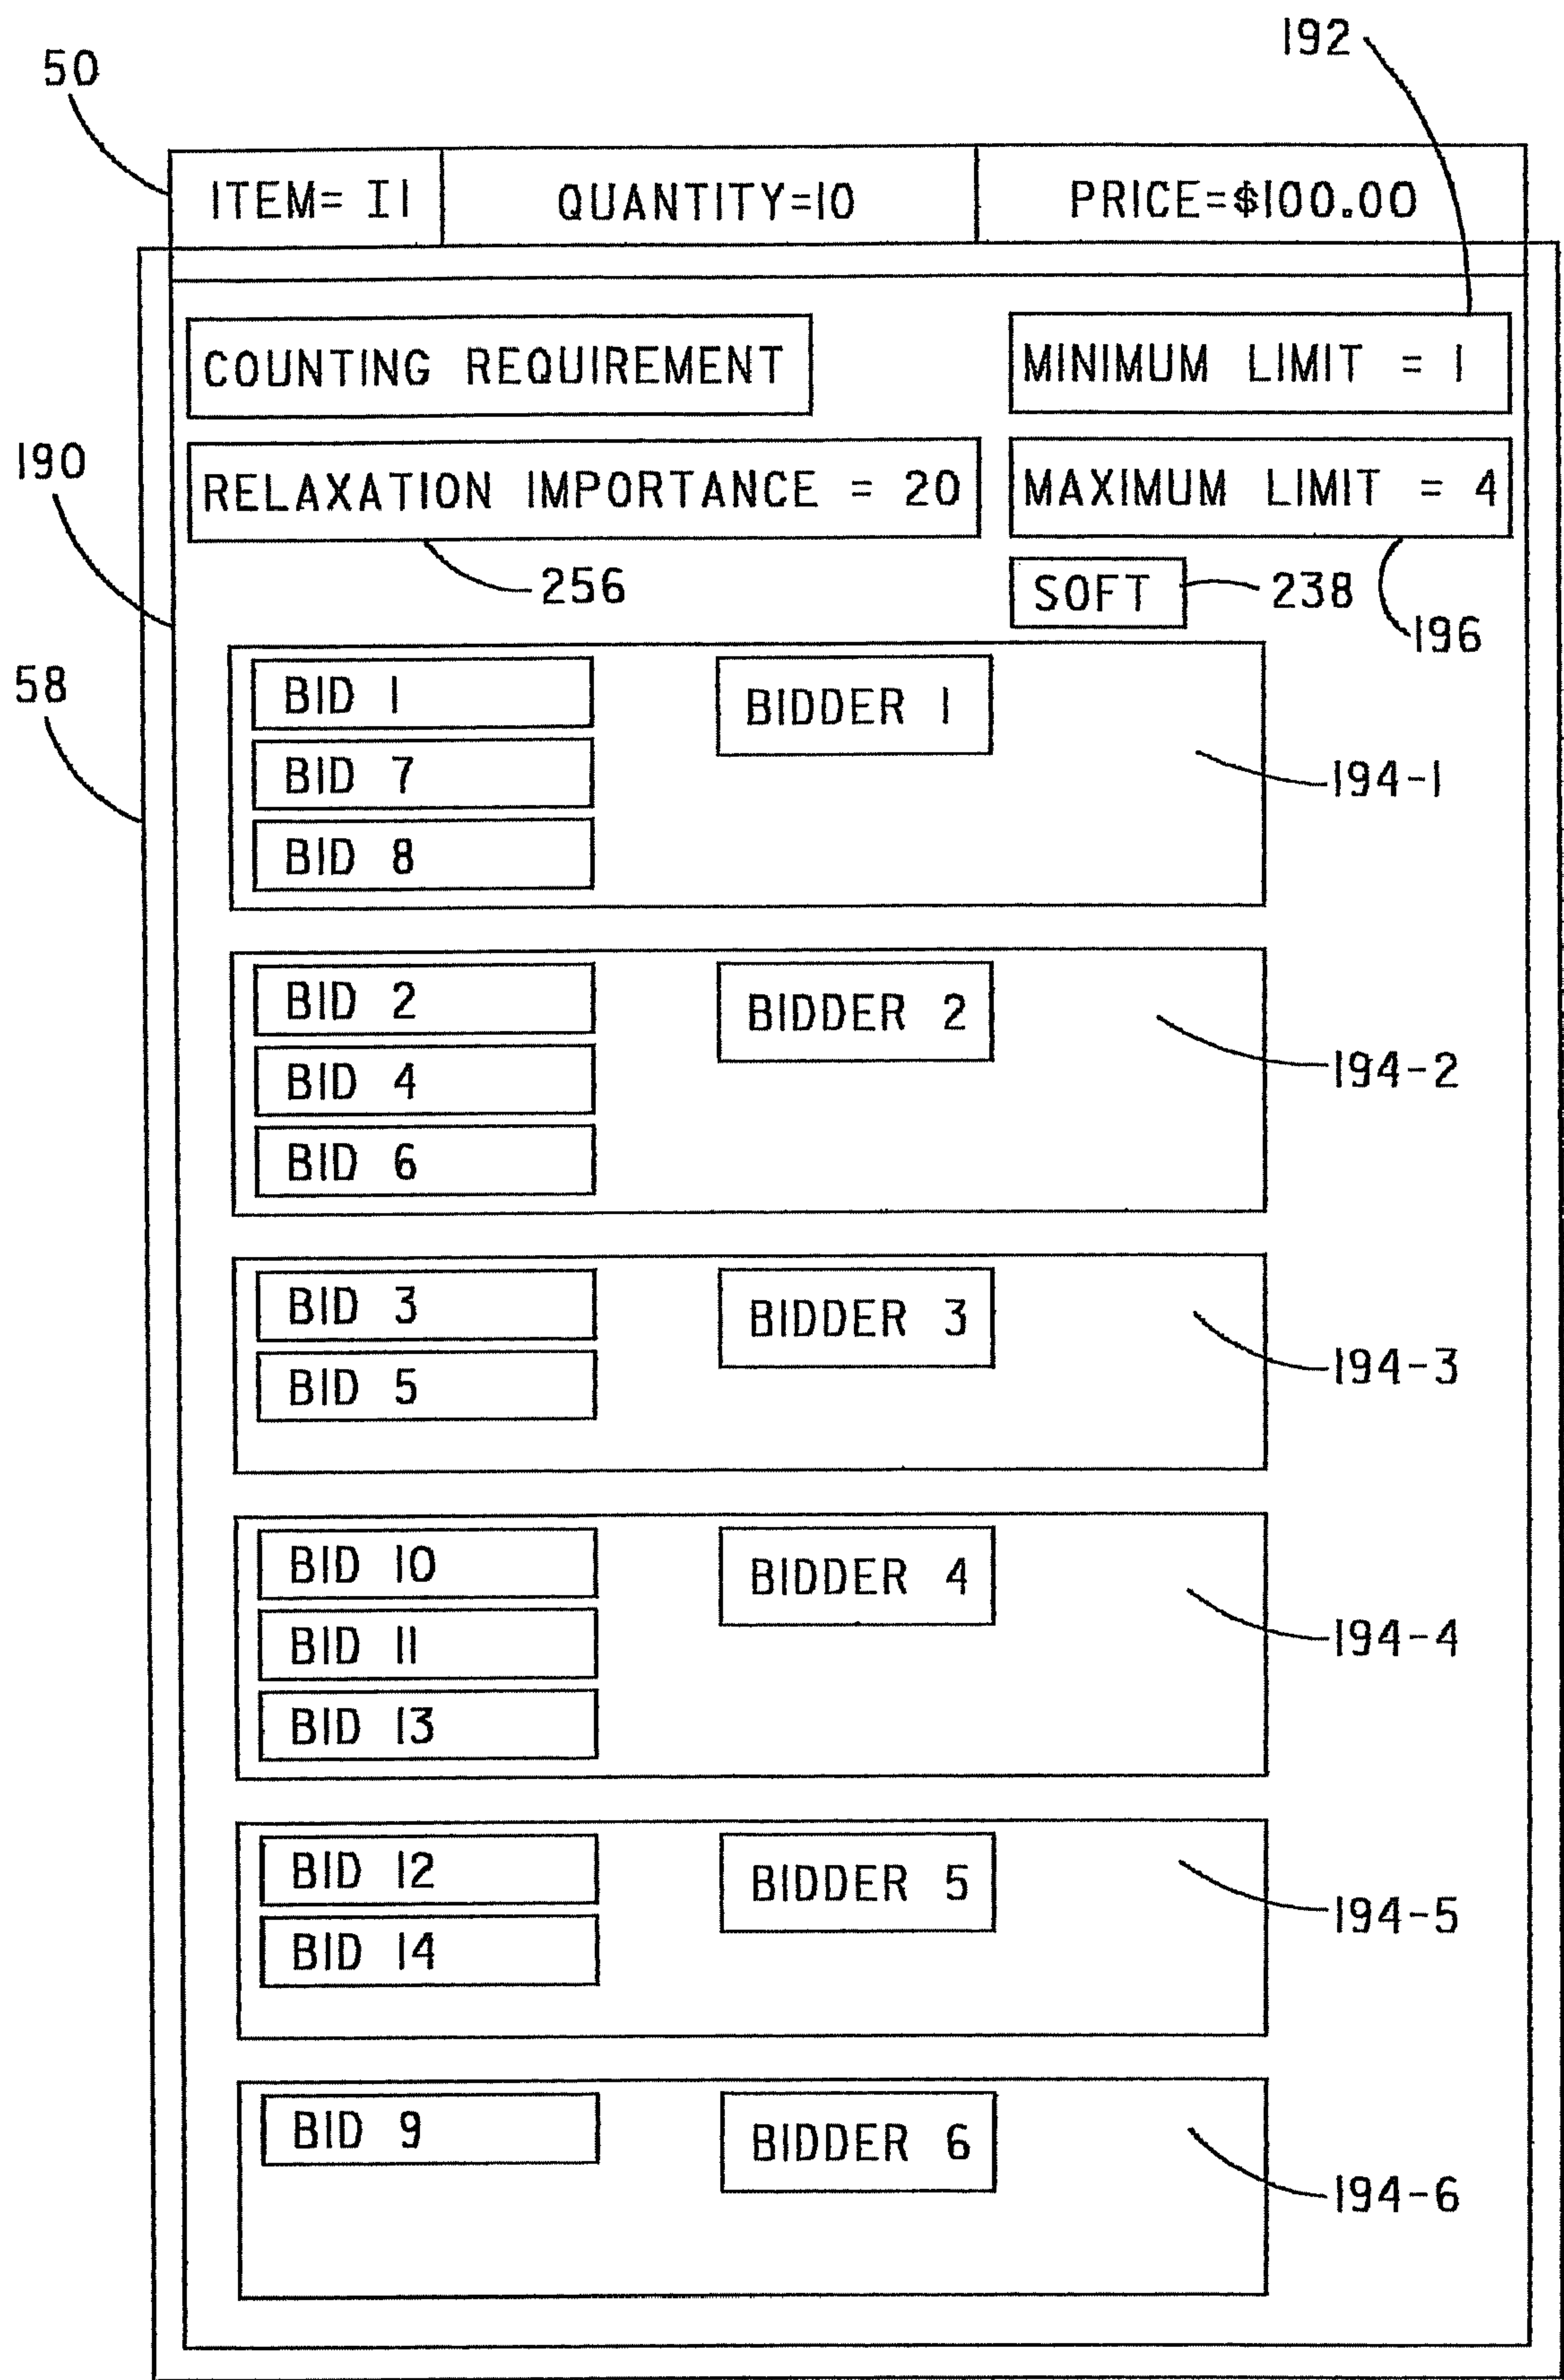 192
50
ITEM= I1 QUANTITY=10 PRICE=$100.00
COUNTING REQUIREMENT MINIMUM LIMIT = 1
190
RELAXATION IMPORTANCE = 20 MAXIMUM LIMIT = 4
256 SOFT 238
196
58
BID 1 BIDDER 1
BID 7 194-1
BID 8
BID 2 BIDDER 2
BID 4 194-2
BID 6
BID 3 BIDDER 3
BID 5 194-3
BID 10 BIDDER 4
BID 11 194-4
BID 13
BID 12 BIDDER 5
BID 14 194-5
BID 9 BIDDER 6
194-6